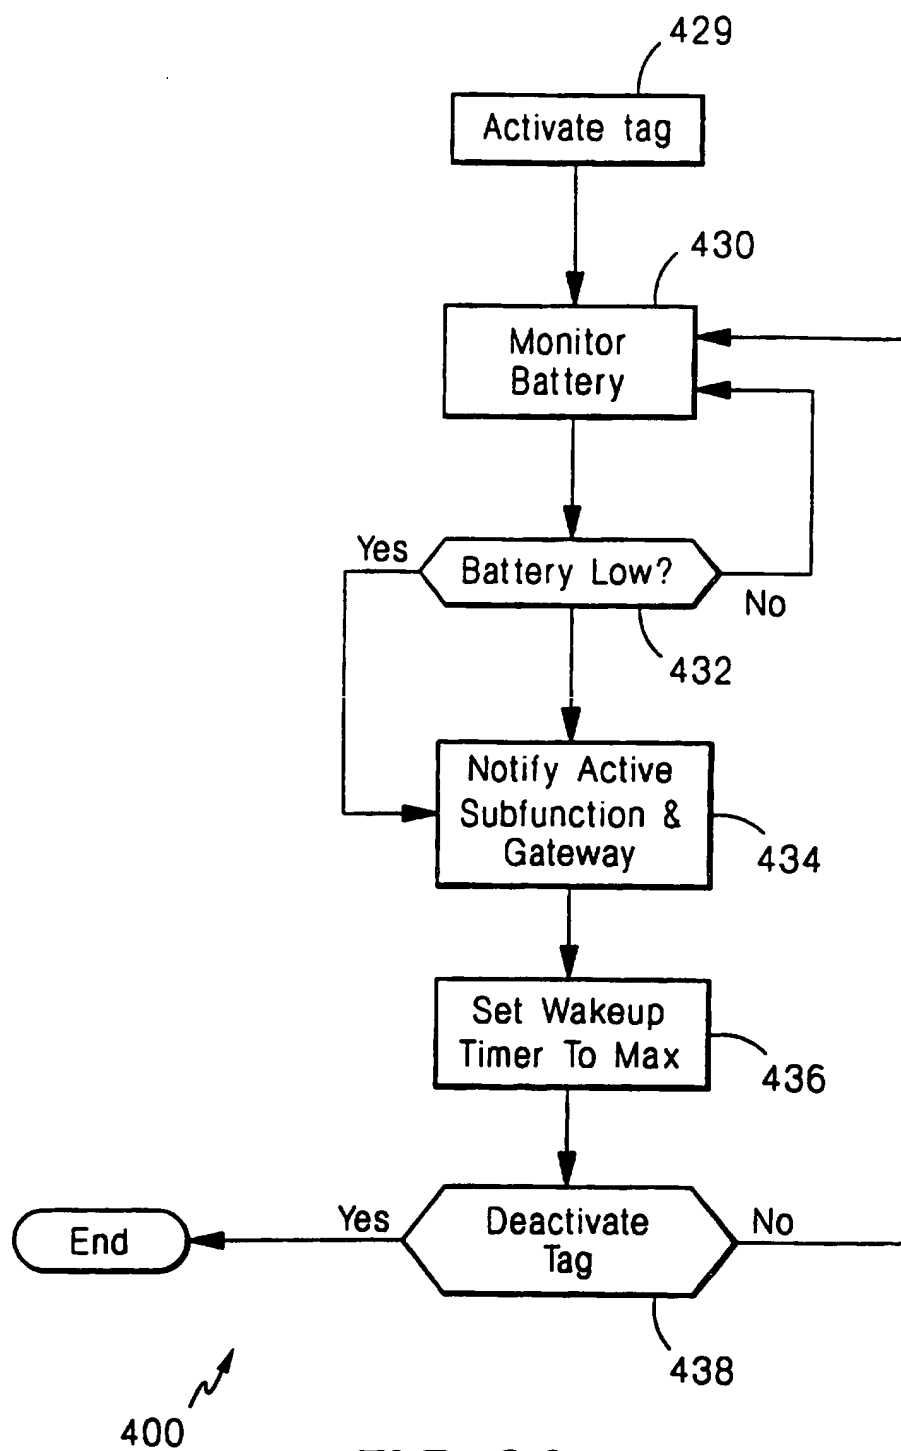 429
Activate tag
430
Monitor
Battery
Yes
Battery Low?
No
432
Notify Active
Subfunction &
Gateway
434
Set Wakeup
Timer To Max
436
End
Yes
Deactivate
Tag
No
438
400